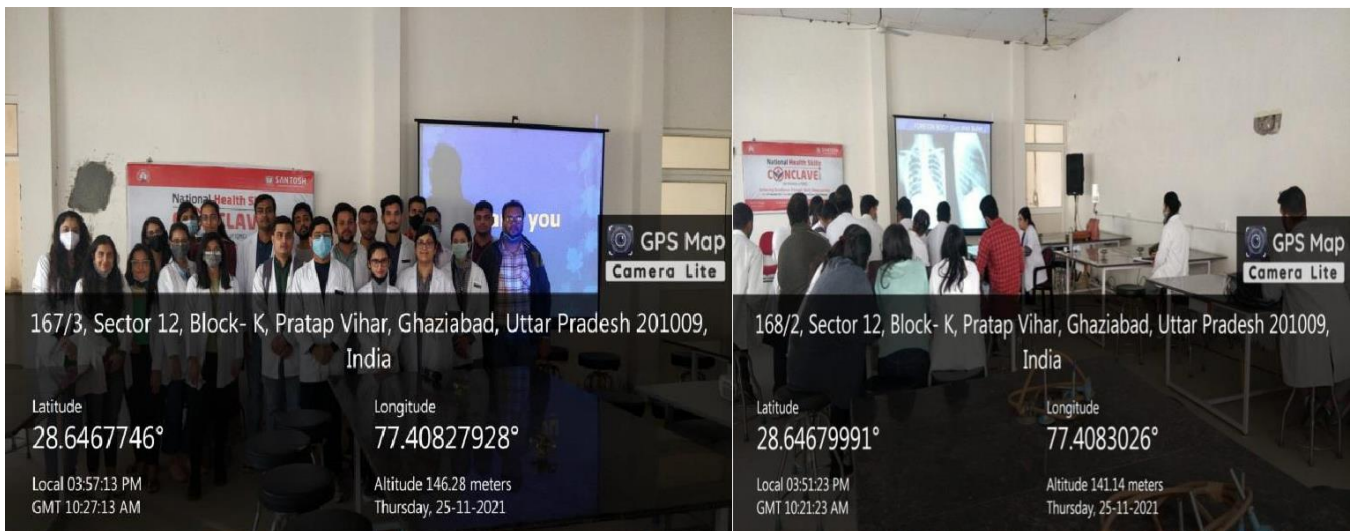 SANTOSH
National Health Skills
you
GPS Map
Camera Lite
167/3, Sector 12, Block- K, Pratap Vihar, Ghaziabad, Uttar Pradesh 201009,
India
Latitude
28.6467746°
Longitude
77.40827928°
Local 03:57:13 PM
GMT 10:27:13 AM
Altitude 146.28 meters
Thursday, 25-11-2021
National Health Skills
CONCLAVE
GPS Map
Camera Lite
168/2, Sector 12, Block- K, Pratap Vihar, Ghaziabad, Uttar Pradesh 201009,
India
Latitude
28.64679991°
Longitude
77.4083026°
Local 03:51:23 PM
GMT 10:21:23 AM
Altitude 141.14 meters
Thursday, 25-11-2021